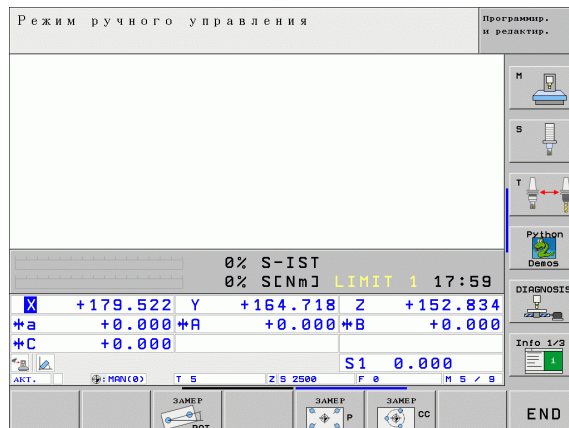 Режим ручного управления
Программир.
и редактир.
M
S
T
Python
Demos
DIAGNOSIS
Info 1/3
0% S-IST
0% S[Nm] LIMIT 1 17:59
X +179.522 Y +164.718 Z +152.834
a +0.000 A +0.000 B +0.000
C +0.000
S1 0.000
АКТ. : MAN(0) T 5 Z S 2500 F 0 M 5 / 9
ЗАМЕР ЗАМЕР ЗАМЕР
ROT P CC
END